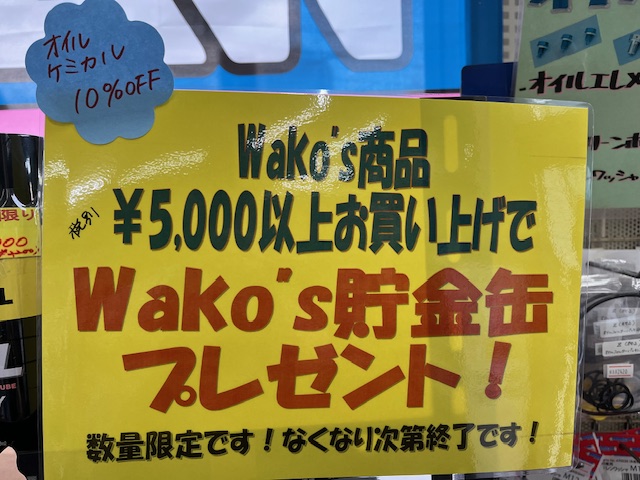 オイル
ケミカル
10%OFF
Wako's商品
税別
¥5,000以上お買い上げで
Wako's貯金缶
プレゼント!
数量限定です!なくなり次第終了です!
オイルエレメ